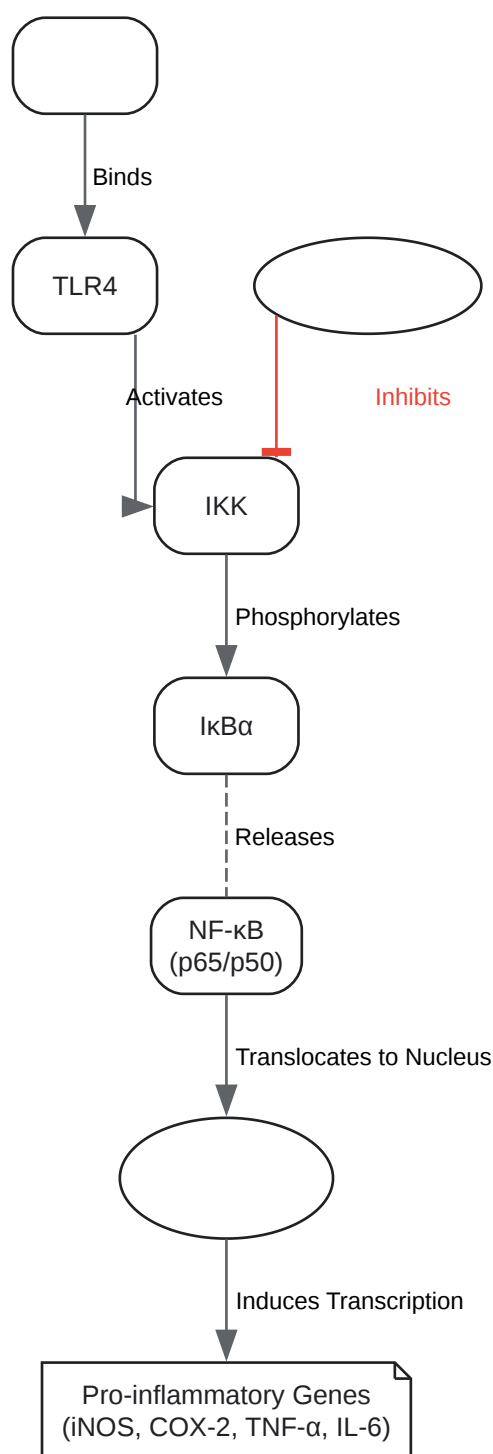 Binds
TLR4
Activates
Inhibits
IKK
Phosphorylates
IκBα
Releases
NF-κB
(p65/p50)
Translocates to Nucleus
Induces Transcription
Pro-inflammatory Genes
(iNOS, COX-2, TNF-α, IL-6)